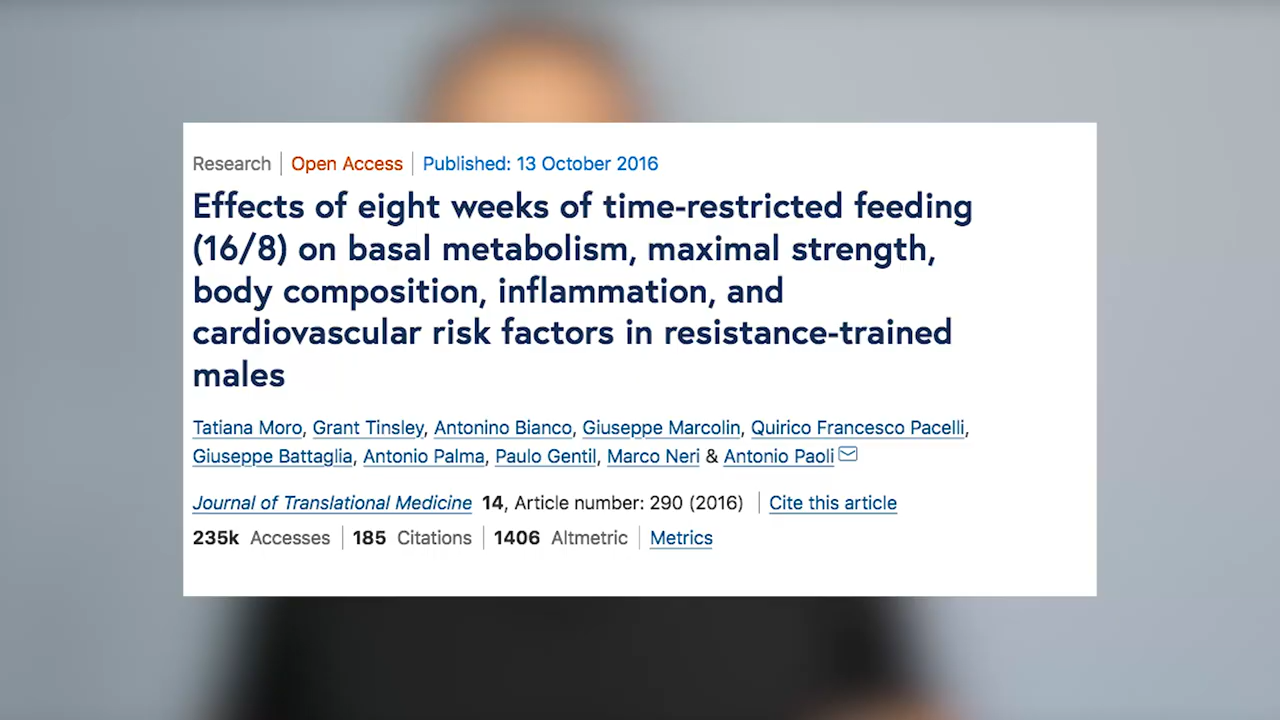 Research | Open Access | Published: 13 October 2016
Effects of eight weeks of time-restricted feeding
(16/8) on basal metabolism, maximal strength,
body composition, inflammation, and
cardiovascular risk factors in resistance-trained
males
Tatiana Moro, Grant Tinsley, Antonino Bianco, Giuseppe Marcolin, Quirico Francesco Pacelli,
Giuseppe Battaglia, Antonio Palma, Paulo Gentil, Marco Neri & Antonio Paoli
Journal of Translational Medicine 14, Article number: 290 (2016) | Cite this article
235k Accesses | 185 Citations | 1406 Altmetric | Metrics